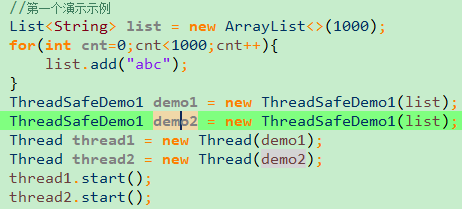 //第一个演示示例
List<String> list = new ArrayList<>(1000);
for(int cnt=0;cnt<1000;cnt++){
list.add("abc");
}
ThreadSafeDemo1 demo1 = new ThreadSafeDemo1(list);
ThreadSafeDemo1 demo2 = new ThreadSafeDemo1(list);
Thread thread1 = new Thread(demo1);
Thread thread2 = new Thread(demo2);
thread1.start();
thread2.start();